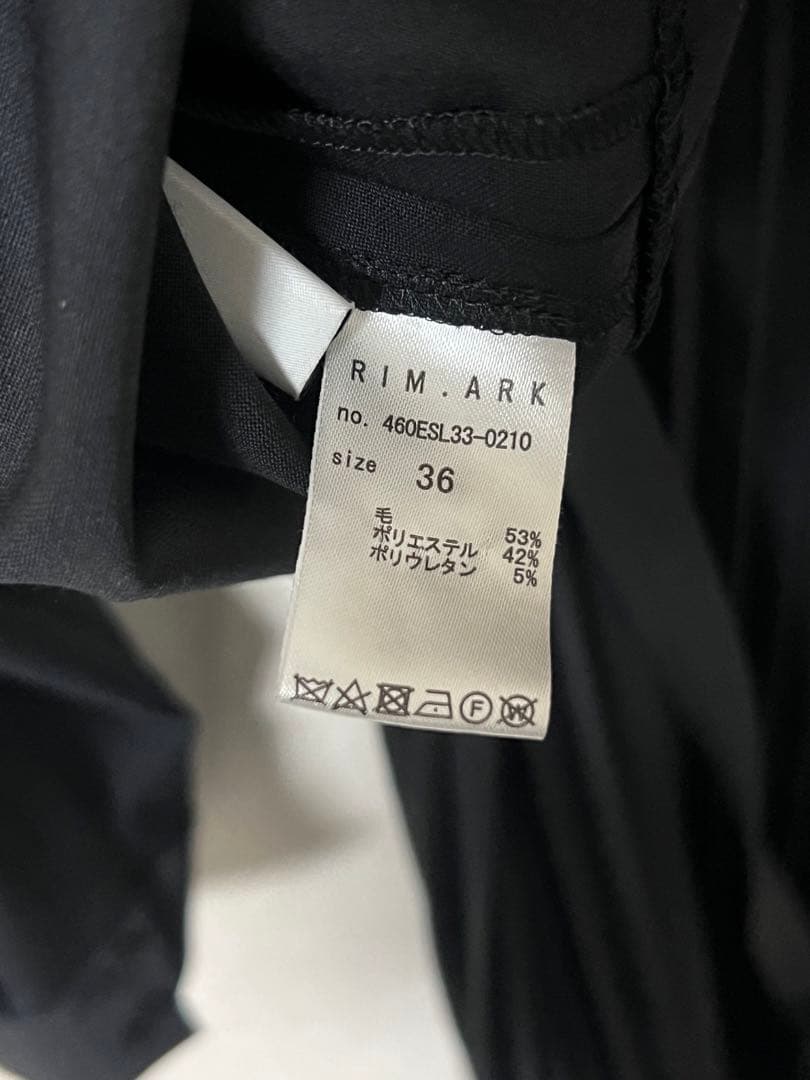 RIM.ARK
no. 460ESL33-0210
size 36
毛 53%
ポリエステル 42%
ポリウレタン 5%
F W